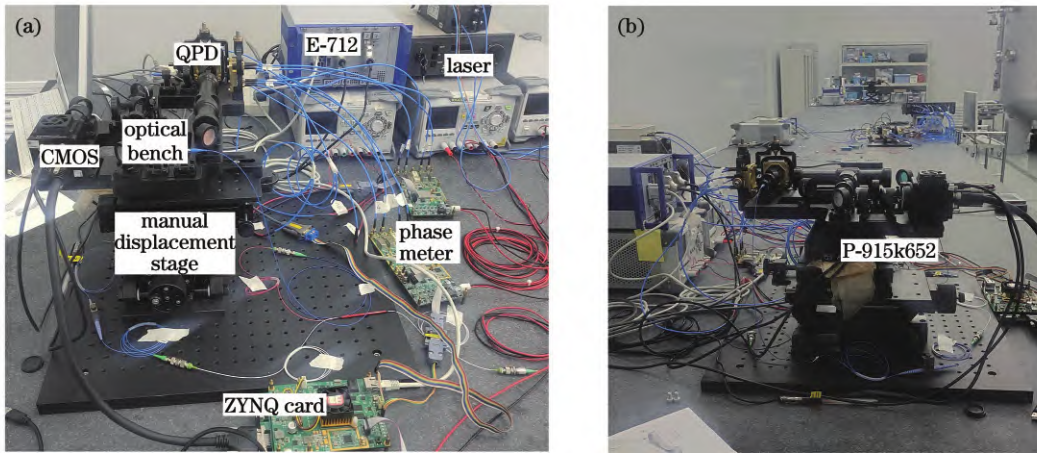 (a)
QPD
E-712
laser
optical
bench
CMOS
manual
displacement
stage
phase
meter
ZYNQ card
(b)
P-915k652